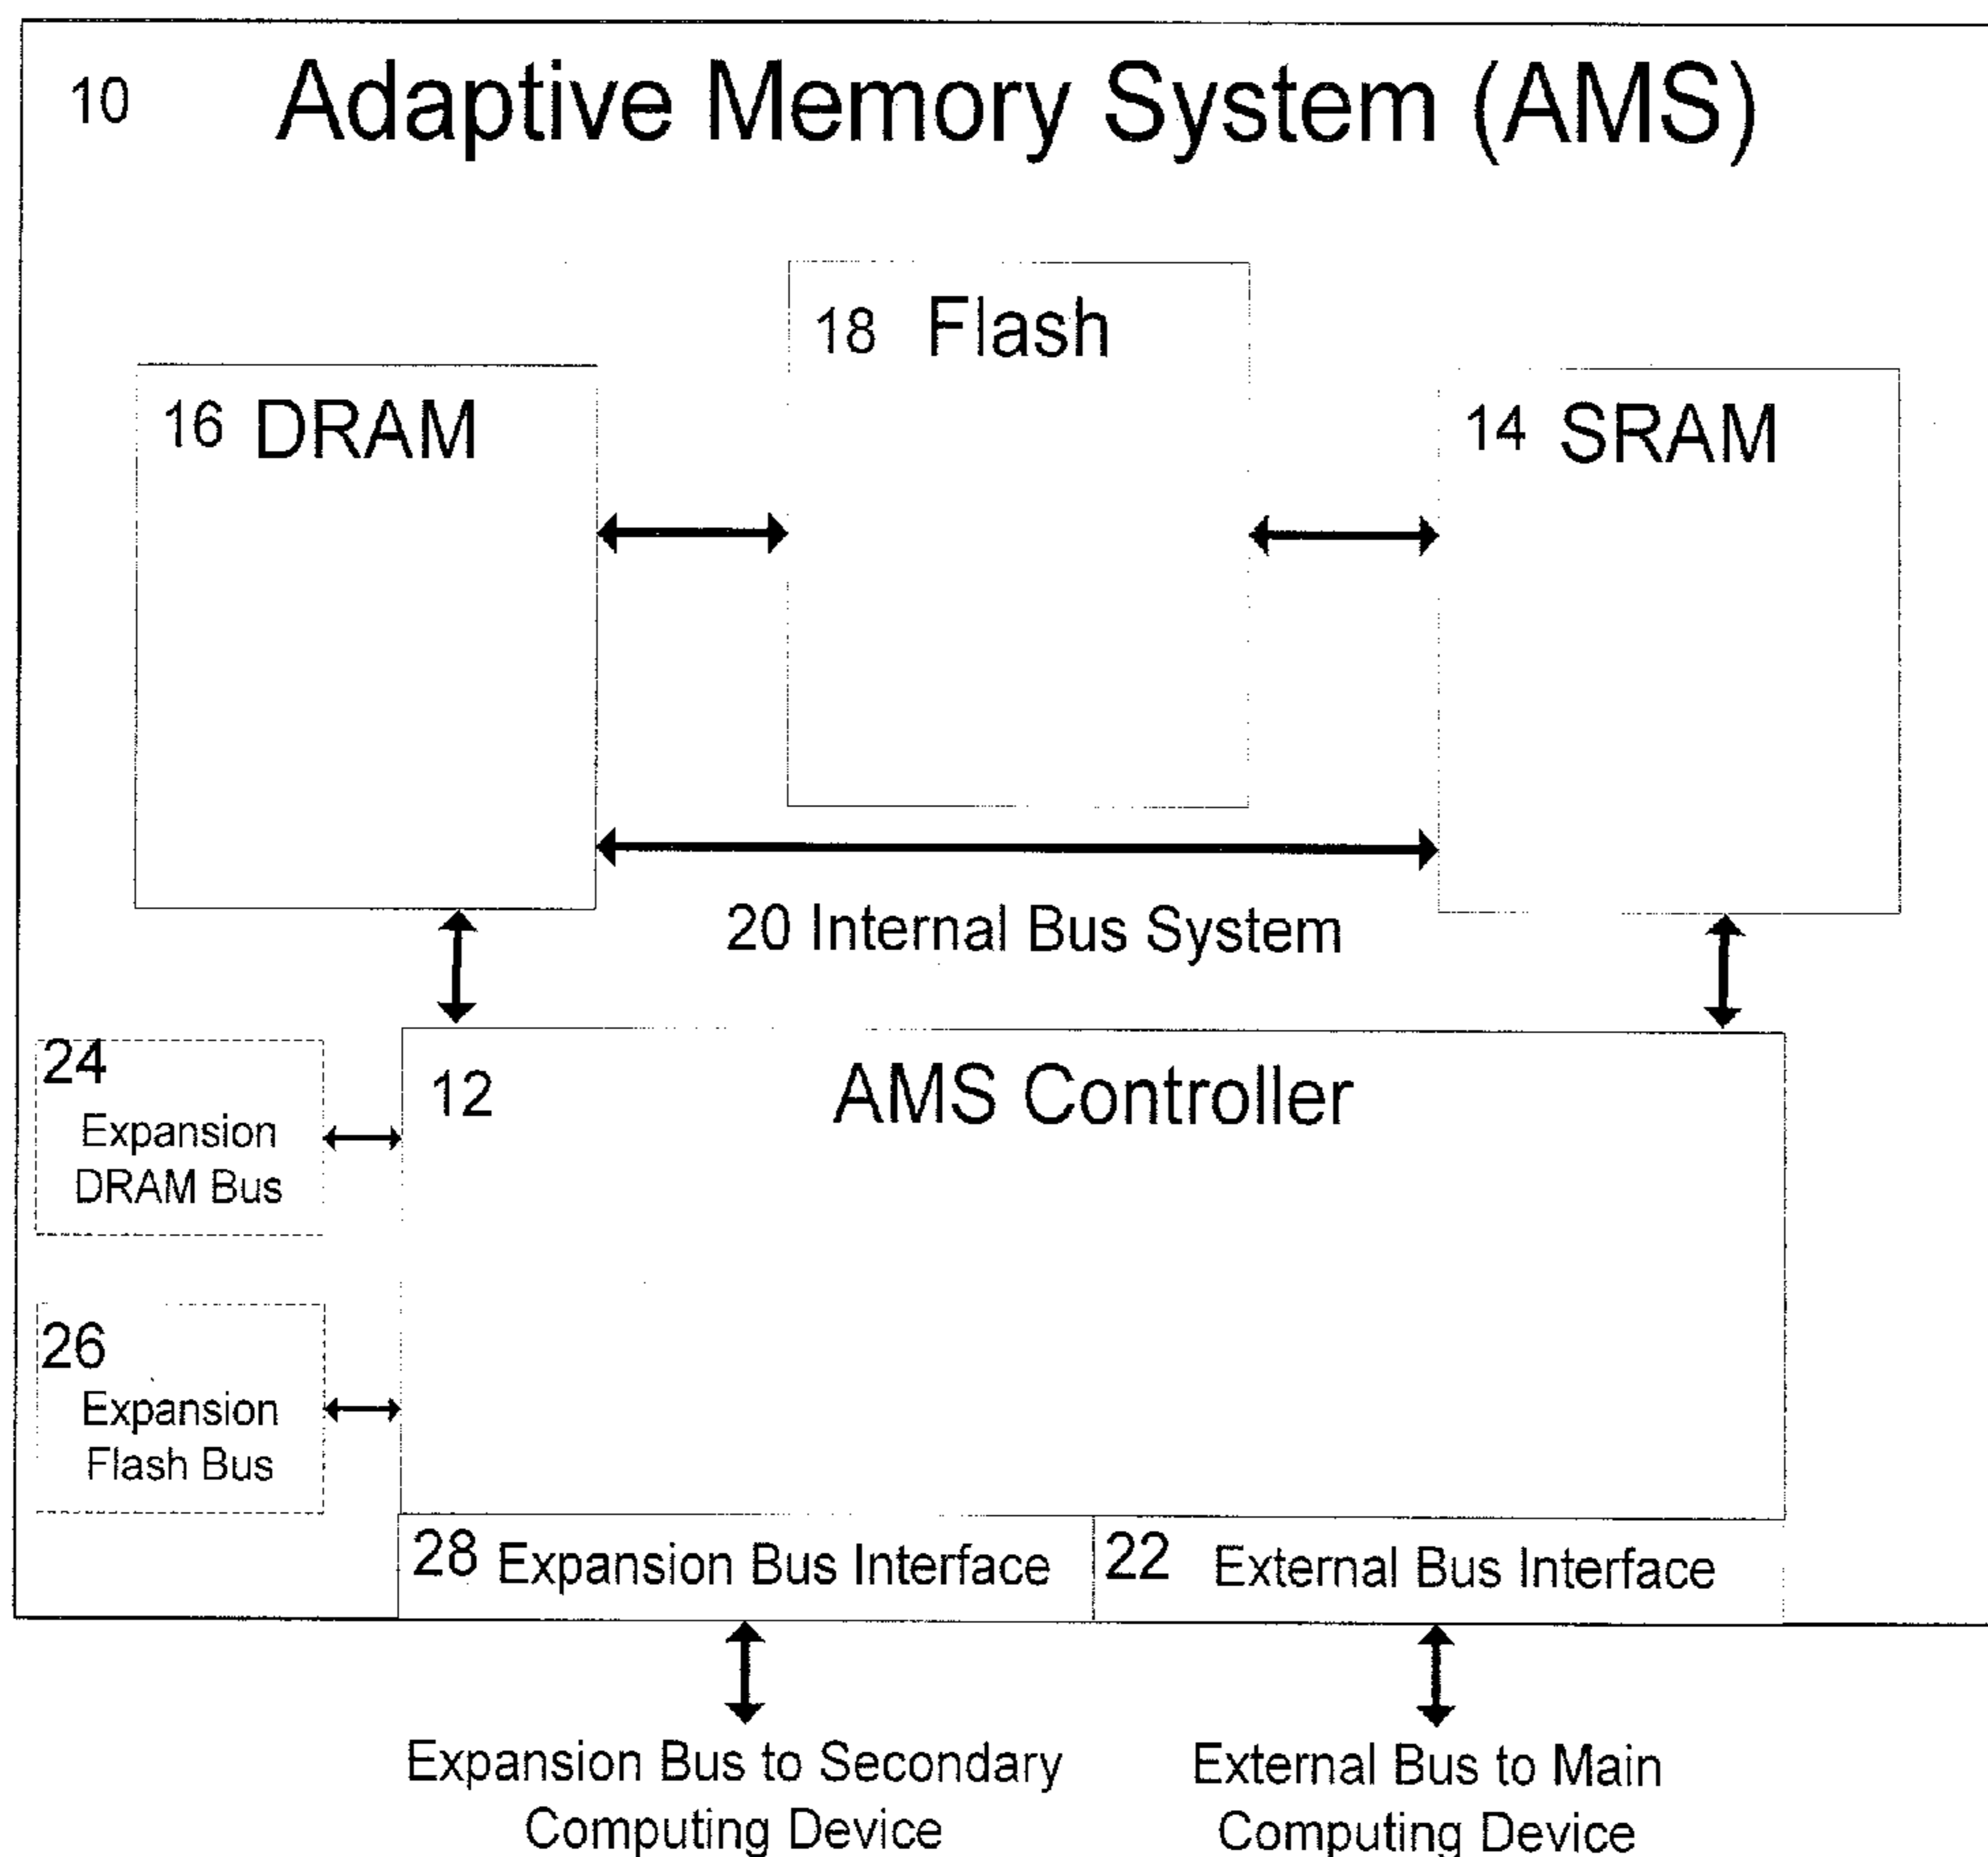 10 Adaptive Memory System (AMS)
18 Flash
16 DRAM
14 SRAM
20 Internal Bus System
24
Expansion
DRAM Bus
12 AMS Controller
26
Expansion
Flash Bus
28 Expansion Bus Interface
22 External Bus Interface
Expansion Bus to Secondary
Computing Device
External Bus to Main
Computing Device